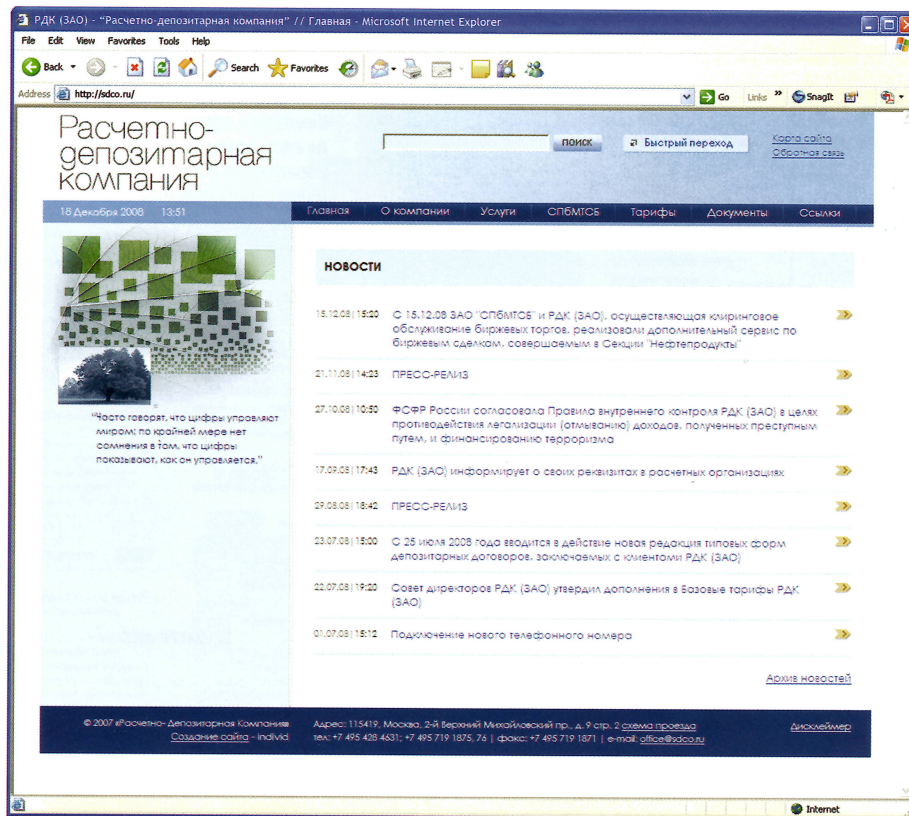 РДК (ЗАО) - “Расчетно-депозитарная компания” // Главная - Microsoft Internet Explorer
File Edit View Favorites Tools Help
Back Search Favorites
Address http://sdco.ru/ Go Links » SnagIt
Расчетно-
депозитарная
компания
поиск Быстрый переход
Карта сайта
Обратная связь
18 Декабря 2008 13:51
Главная О компании Услуги СПбМТСБ Тарифы Документы Ссылки
НОВОСТИ
15.12.08 | 15:20 С 15.12.08 ЗАО "СПбМТСБ" и РДК (ЗАО), осуществляющая клиринговое
обслуживание биржевых торгов, реализовали дополнительный сервис по
биржевым сделкам, совершаемым в Секции "Нефтепродукты"
21.11.08 | 14:23 ПРЕСС-РЕЛИЗ
27.10.08 | 10:50 ФСФР России согласовала Правила внутреннего контроля РДК (ЗАО) в целях
противодействия легализации (отмыванию) доходов, полученных преступным
путем, и финансированию терроризма
17.09.08 | 17:43 РДК (ЗАО) информирует о своих реквизитах в расчетных организациях
29.08.08 | 18:42 ПРЕСС-РЕЛИЗ
23.07.08 | 15:00 С 25 июля 2008 года вводится в действие новая редакция типовых форм
депозитарных договоров, заключаемых с клиентами РДК (ЗАО)
22.07.08 | 19:20 Совет директоров РДК (ЗАО) утвердил дополнения в Базовые тарифы РДК
(ЗАО)
01.07.08 | 15:12 Подключение нового телефонного номера
Архив новостей
"Часто говорят, что цифры управляют
миром; по крайней мере нет
сомнения в том, что цифры
показывают, как он управляется."
© 2007 «Расчетно- Депозитарная Компания»
Создание сайта - individ
Адрес: 115419, Москва, 2-й Верхний Михайловский пр., д. 9 стр. 2 схема проезда
тел: +7 495 428 4631; +7 495 719 1875, 76 | факс: +7 495 719 1871 | e-mail: office@sdco.ru
Дисклеймер
Internet